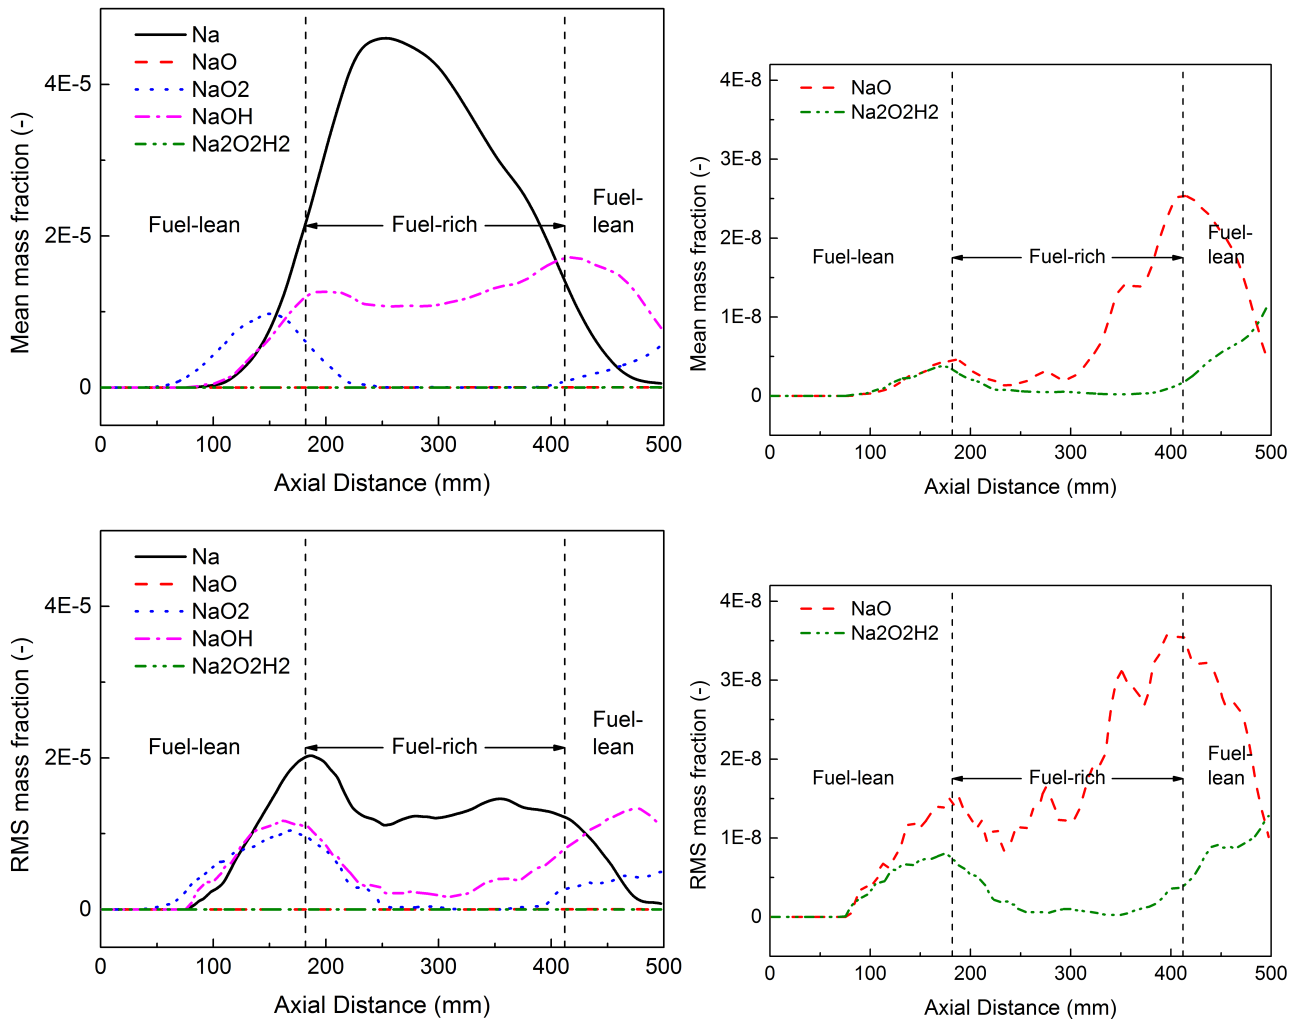 Na
NaO
NaO2
NaOH
Na2O2H2
4E-5
2E-5
0
Mean mass fraction (-)
Fuel-lean
Fuel-rich
Fuel-
lean
0 100 200 300 400 500
Axial Distance (mm)
NaO
Na2O2H2
4E-8
3E-8
2E-8
1E-8
0
Mean mass fraction (-)
Fuel-lean
Fuel-rich
Fuel-
lean
0 100 200 300 400 500
Axial Distance (mm)
Na
NaO
NaO2
NaOH
Na2O2H2
4E-5
2E-5
0
RMS mass fraction (-)
Fuel-lean
Fuel-rich
Fuel-
lean
0 100 200 300 400 500
Axial Distance (mm)
NaO
Na2O2H2
4E-8
3E-8
2E-8
1E-8
0
RMS mass fraction (-)
Fuel-lean
Fuel-rich
Fuel-
lean
0 100 200 300 400 500
Axial Distance (mm)